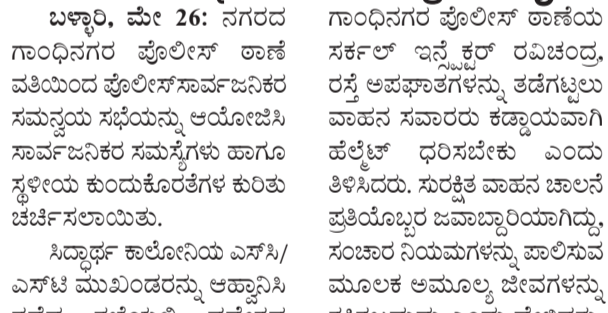 ಬಳ್ಳಾರಿ, ಮೇ 26: ನಗರದ
ಗಾಂಧಿನಗರ ಪೊಲೀಸ್ ಠಾಣೆ
ವತಿಯಿಂದ ಪೊಲೀಸ್‌ಸಾರ್ವಜನಿಕರ
ಸಮನ್ವಯ ಸಭೆಯನ್ನು ಆಯೋಜಿಸಿ
ಸಾರ್ವಜನಿಕರ ಸಮಸ್ಯೆಗಳು ಹಾಗೂ
ಸ್ಥಳೀಯ ಕುಂದುಕೊರತೆಗಳ ಕುರಿತು
ಚರ್ಚಿಸಲಾಯಿತು.
ಸಿದ್ಧಾರ್ಥ ಕಾಲೋನಿಯ ಎಸ್‌ಸಿ/
ಎಸ್‌ಟಿ ಮುಖಂಡರನ್ನು ಆಹ್ವಾನಿಸಿ
ಗಾಂಧಿನಗರ ಪೊಲೀಸ್ ಠಾಣೆಯ
ಸರ್ಕಲ್ ಇನ್ಸ್ಪೆಕ್ಟರ್ ರವಿಚಂದ್ರ,
ರಸ್ತೆ ಅಪಘಾತಗಳನ್ನು ತಡೆಗಟ್ಟಲು
ವಾಹನ ಸವಾರರು ಕಡ್ಡಾಯವಾಗಿ
ಹೆಲ್ಮೆಟ್ ಧರಿಸಬೇಕು ಎಂದು
ತಿಳಿಸಿದರು. ಸುರಕ್ಷಿತ ವಾಹನ ಚಾಲನೆ
ಪ್ರತಿಯೊಬ್ಬರ ಜವಾಬ್ದಾರಿಯಾಗಿದ್ದು,
ಸಂಚಾರ ನಿಯಮಗಳನ್ನು ಪಾಲಿಸುವ
ಮೂಲಕ ಅಮೂಲ್ಯ ಜೀವಗಳನ್ನು